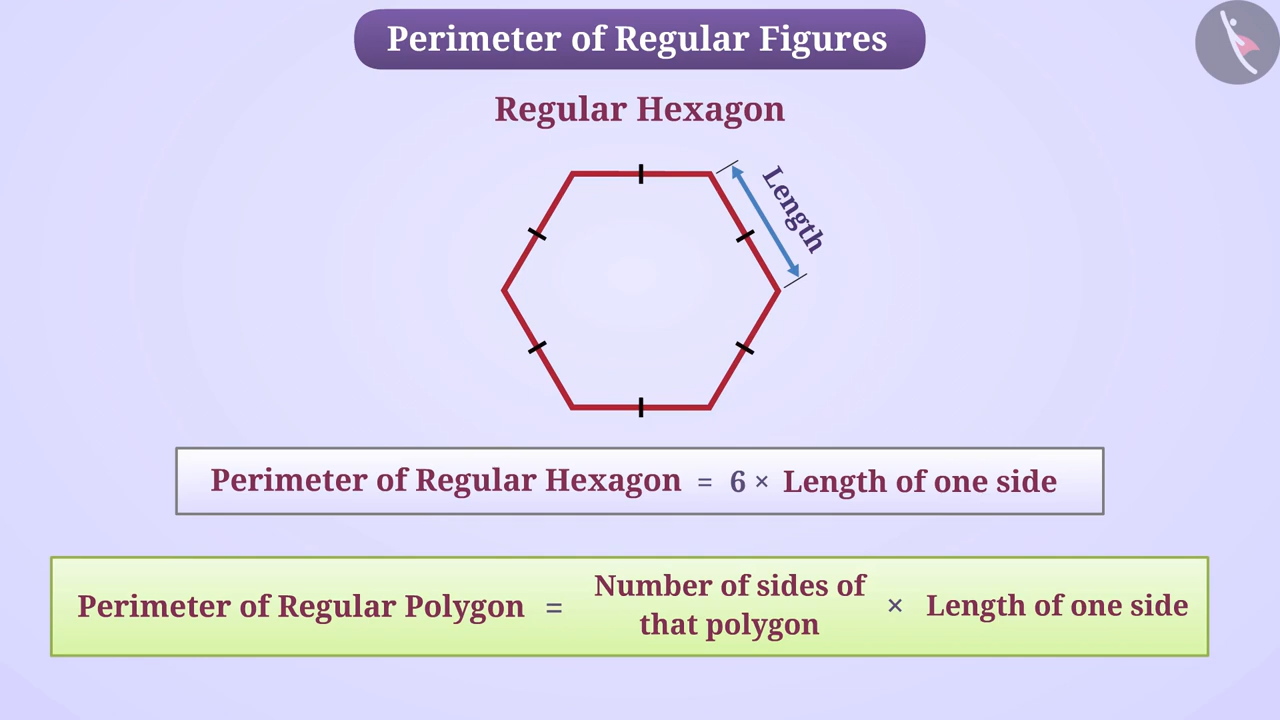 Perimeter of Regular Figures
Regular Hexagon
Length
Perimeter of Regular Hexagon = 6 × Length of one side
Perimeter of Regular Polygon = Number of sides of that polygon × Length of one side